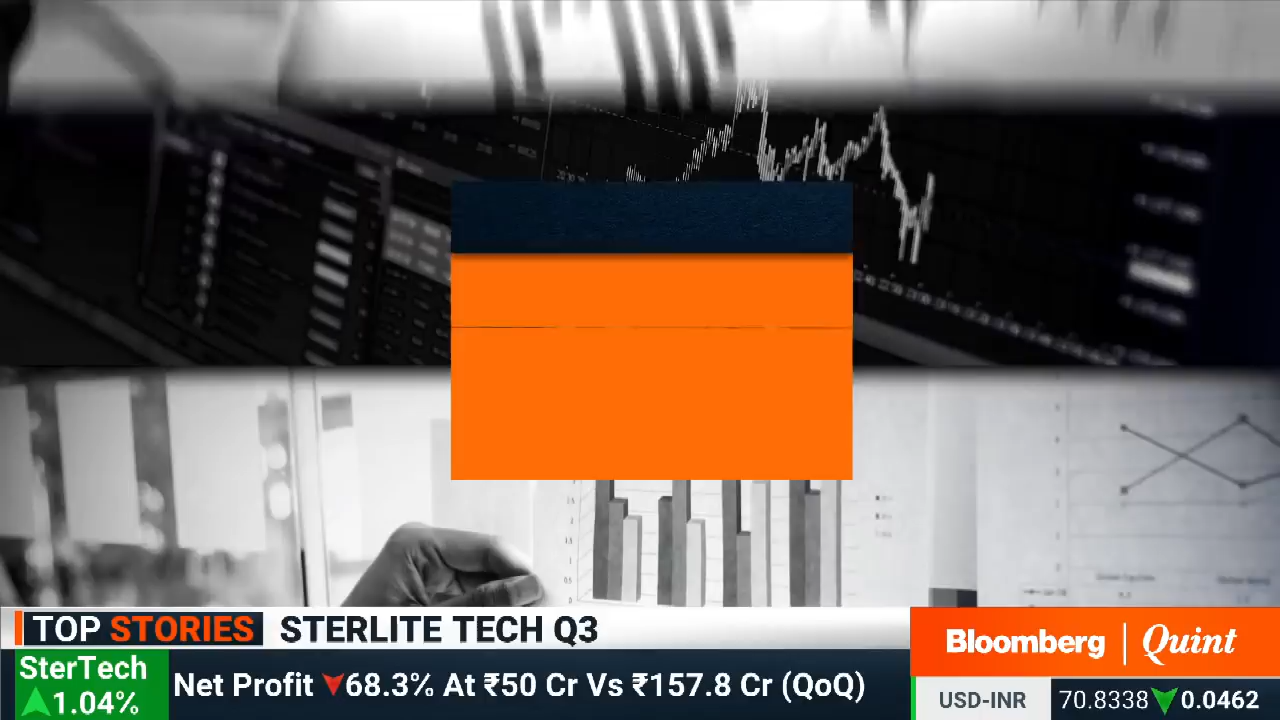 TOP STORIES STERLITE TECH Q3
SterTech
1.04%
Net Profit 68.3% At ₹50 Cr Vs ₹157.8 Cr (QoQ)
Bloomberg | Quint
USD-INR 70.8338 0.0462